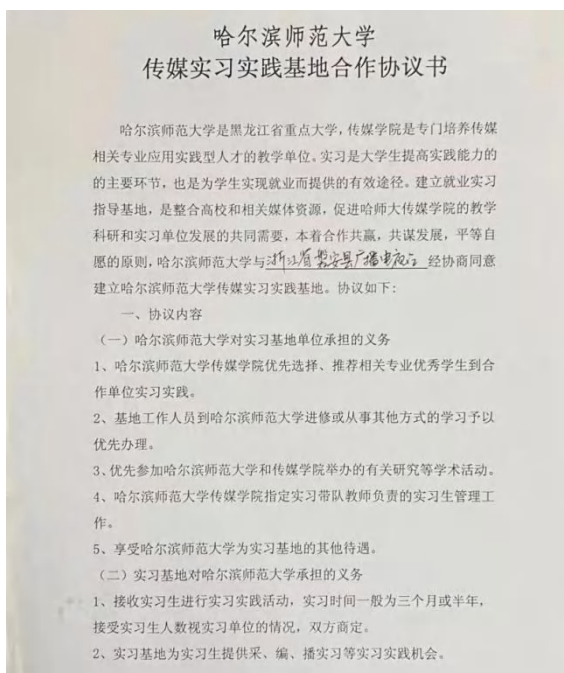 哈尔滨师范大学
传媒实习实践基地合作协议书
哈尔滨师范大学是黑龙江省重点大学，传媒学院是专门培养传媒
相关专业应用实践型人才的教学单位。实习是大学生提高实践能力的
的主要环节，也是为学生实现就业而提供的有效途径。建立就业实习
指导基地，是整合高校和相关媒体资源，促进哈师大传媒学院的教学
科研和实习单位发展的共同需要，本着合作共赢，共谋发展，平等自
愿的原则，哈尔滨师范大学与浙江省磐安县广播电视台经协商同意
建立哈尔滨师范大学传媒实习实践基地。协议如下：
一、协议内容
（一）哈尔滨师范大学对实习基地单位承担的义务
1、哈尔滨师范大学传媒学院优先选择、推荐相关专业优秀学生到合
作单位实习实践。
2、基地工作人员到哈尔滨师范大学进修或从事其他方式的学习予以
优先办理。
3、优先参加哈尔滨师范大学和传媒学院举办的有关研究等学术活动。
4、哈尔滨师范大学传媒学院指定实习带队教师负责的实习生管理工
作。
5、享受哈尔滨师范大学为实习基地的其他待遇。
（二）实习基地对哈尔滨师范大学承担的义务
1、接收实习生进行实习实践活动，实习时间一般为三个月或半年，
接受实习生人数视实习单位的情况，双方商定。
2、实习基地为实习生提供采、编、播实习等实习实践机会。